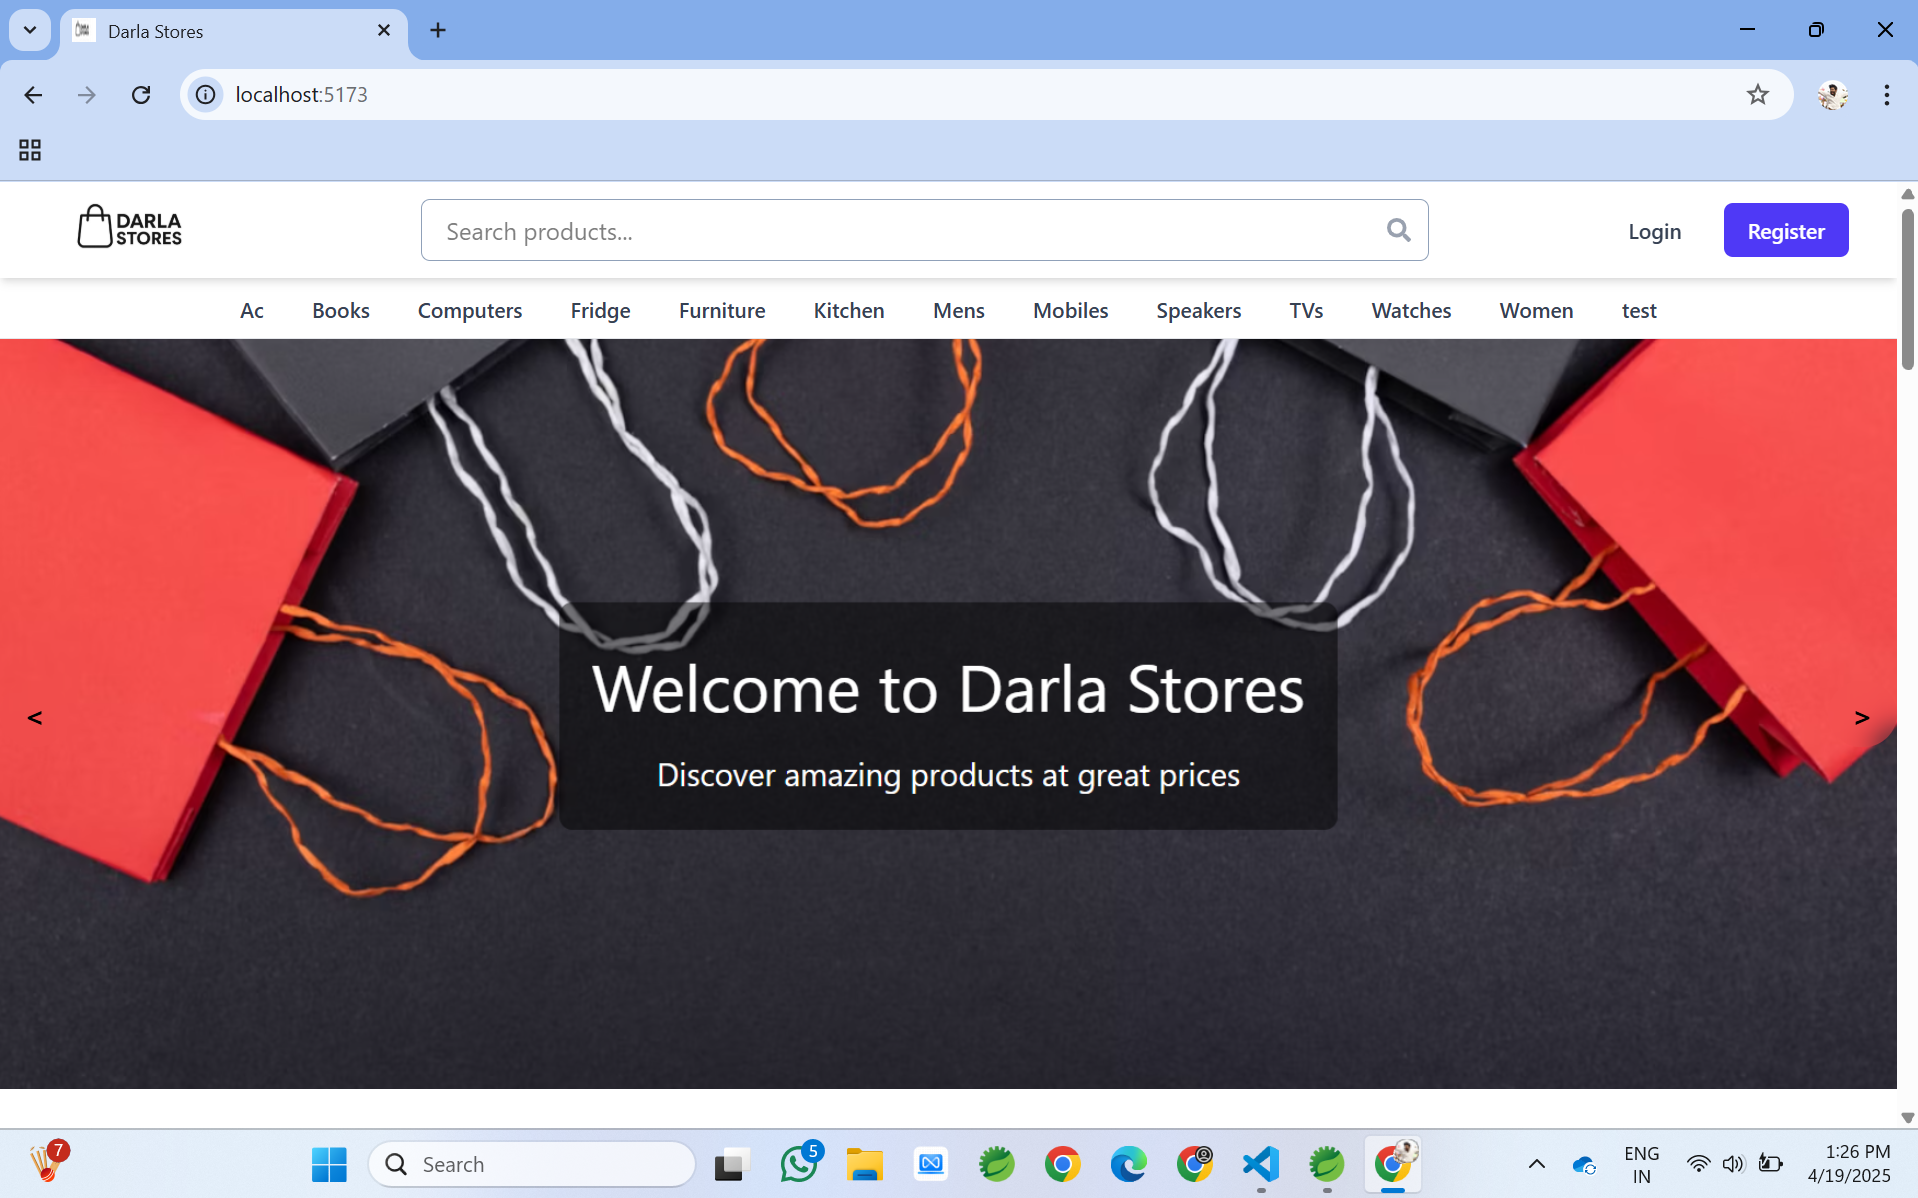 Darla Stores
localhost:5173
DARLA
STORES
Search products...
Login
Register
Ac Books Computers Fridge Furniture Kitchen Mens Mobiles Speakers TVs Watches Women test
Welcome to Darla Stores
<
>
Discover amazing products at great prices
7
Search
5
ENG
IN
1:26 PM
4/19/2025